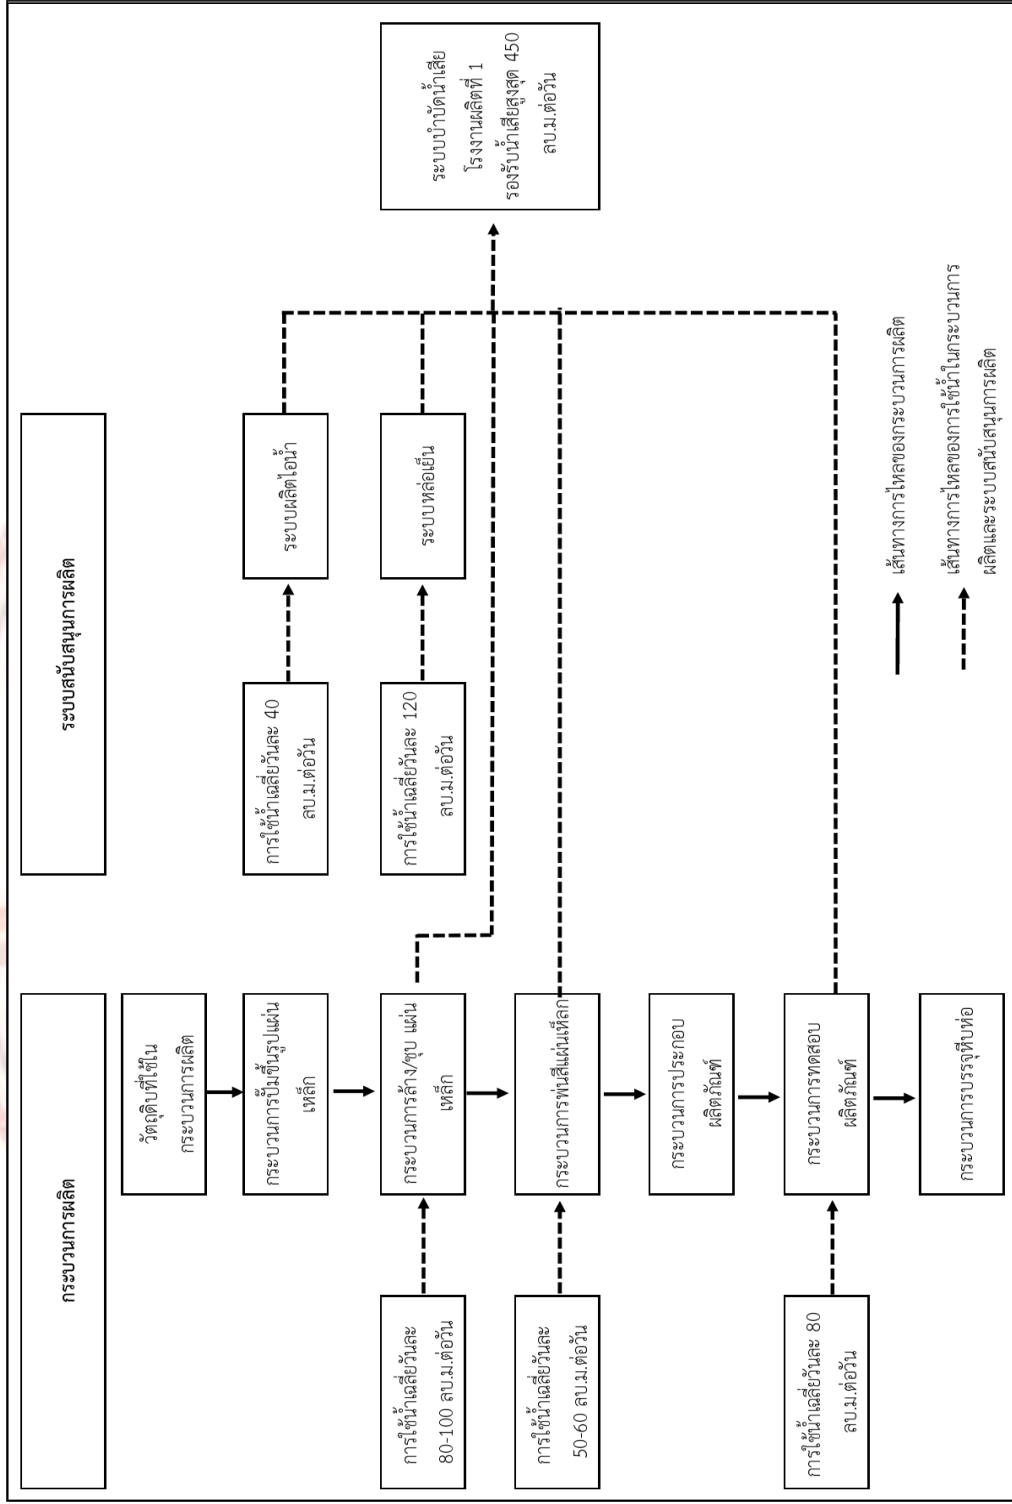 กระบวนการผลิต
ระบบสนับสนุนการผลิต
วัตถุดิบที่ใช้ใน
กระบวนการผลิต
กระบวนการปั๊มขึ้นรูปแผ่น
เหล็ก
การใช้น้ำเฉลี่ยวันละ 40
ลบ.ม.ต่อวัน
ระบบผลิตไอน้ำ
การใช้น้ำเฉลี่ยวันละ
80-100 ลบ.ม.ต่อวัน
กระบวนการล้าง/ชุบ แผ่น
เหล็ก
การใช้น้ำเฉลี่ยวันละ 120
ลบ.ม.ต่อวัน
ระบบหล่อเย็น
ระบบบำบัดน้ำเสีย
โรงงานผลิตที่ 1
รองรับน้ำเสียสูงสุด 450
ลบ.ม.ต่อวัน
การใช้น้ำเฉลี่ยวันละ
50-60 ลบ.ม.ต่อวัน
กระบวนการพ่นสีแผ่นเหล็ก
กระบวนการประกอบ
ผลิตภัณฑ์
การใช้น้ำเฉลี่ยวันละ 80
ลบ.ม.ต่อวัน
กระบวนการทดสอบ
ผลิตภัณฑ์
กระบวนการบรรจุหีบห่อ
เส้นทางการไหลของกระบวนการผลิต
เส้นทางการไหลของการใช้น้ำในกระบวนการ
ผลิตและระบบสนับสนุนการผลิต